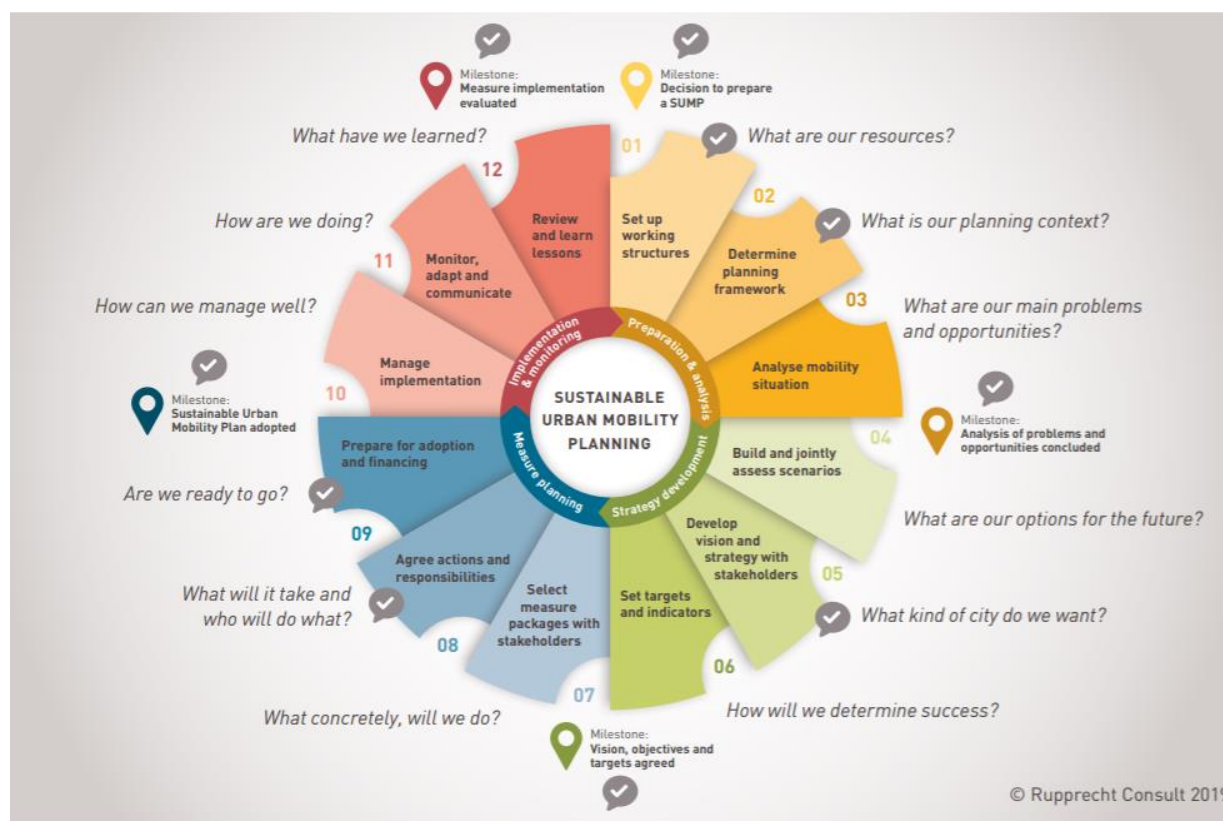 Milestone:
Measure implementation
evaluated
Milestone:
Decision to prepare
a SUMP
What have we learned?
12
01
What are our resources?
Review
and learn
lessons
Set up
working
structures
02
How are we doing?
What is our planning context?
11
Monitor,
adapt and
communicate
Determine
planning
framework
03
How can we manage well?
What are our main problems
and opportunities?
Manage
implementation
Analyse mobility
situation
10
Implementation
& monitoring
Preparation & analysis
SUSTAINABLE
URBAN MOBILITY
PLANNING
Measure planning
Strategy development
Milestone:
Sustainable Urban
Mobility Plan adopted
Milestone:
Analysis of problems and
opportunities concluded
Prepare for adoption
and financing
04
Build and jointly
assess scenarios
Are we ready to go?
What are our options for the future?
09
Agree actions and
responsibilities
Develop
vision and
strategy with
stakeholders
05
What will it take and
who will do what?
Select
measure
packages with
stakeholders
Set targets
and indicators
What kind of city do we want?
08
06
07
What concretely, will we do?
How will we determine success?
Milestone:
Vision, objectives and
targets agreed
© Rupprecht Consult 2019